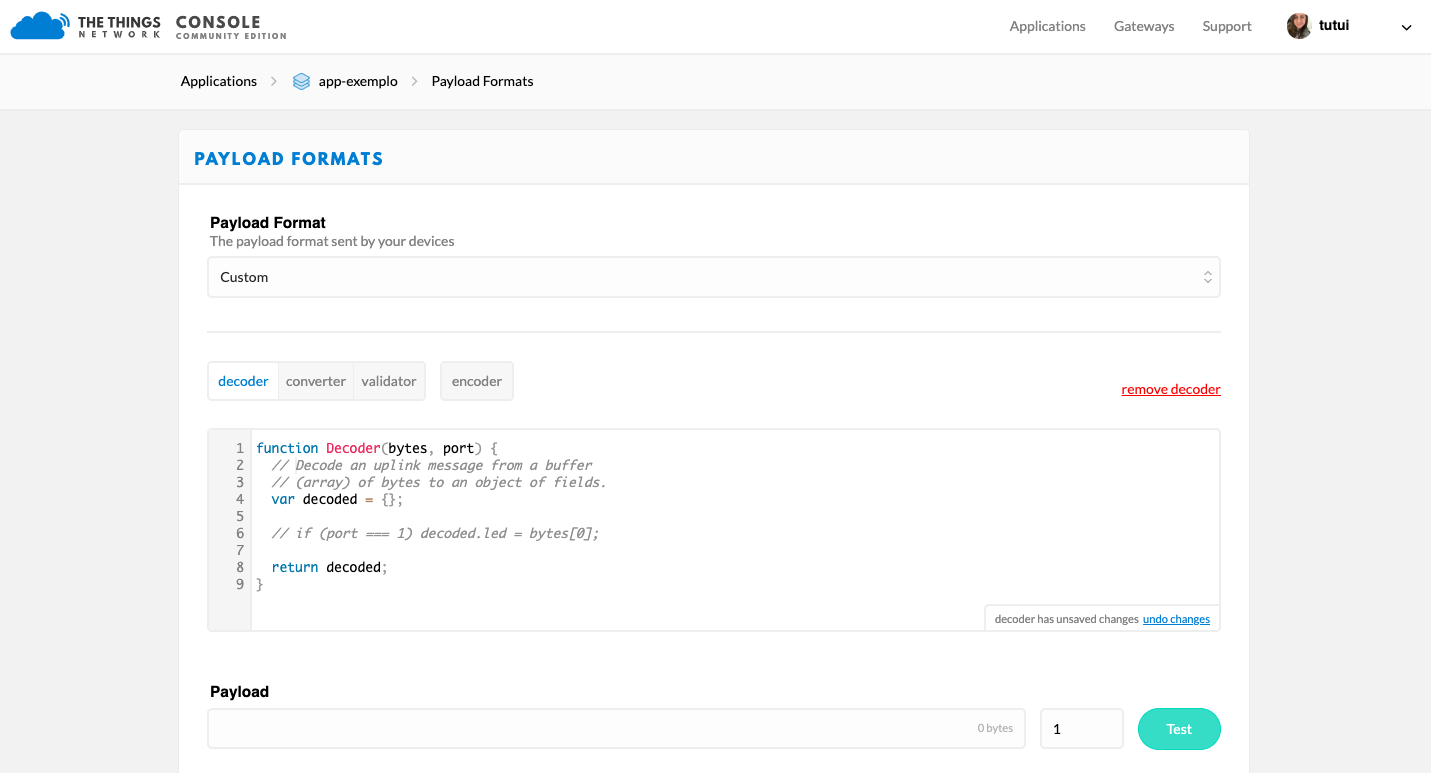 THE THINGS NETWORK CONSOLE COMMUNITY EDITION
Applications Gateways Support tutui
Applications app-exemplo Payload Formats
PAYLOAD FORMATS
Payload Format
The payload format sent by your devices
Custom
decoder converter validator encoder
remove decoder
1 function Decoder(bytes, port) {
2 // Decode an uplink message from a buffer
3 // (array) of bytes to an object of fields.
4 var decoded = {};
5
6 // if (port === 1) decoded.led = bytes[0];
7
8 return decoded;
9 }
decoder has unsaved changes undo changes
Payload
0 bytes 1 Test